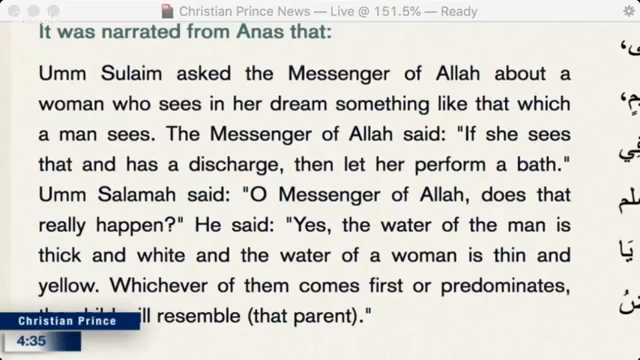 Christian Prince News — Live @ 151.5% — Ready
It was narrated from Anas that:
Umm Sulaim asked the Messenger of Allah about a
woman who sees in her dream something like that which
a man sees. The Messenger of Allah said: "If she sees
that and has a discharge, then let her perform a bath."
Umm Salamah said: "O Messenger of Allah, does that
really happen?" He said: "Yes, the water of the man is
thick and white and the water of a woman is thin and
yellow. Whichever of them comes first or predominates,
resemble (that parent)."
في
يَا
Christian Prince
4:35